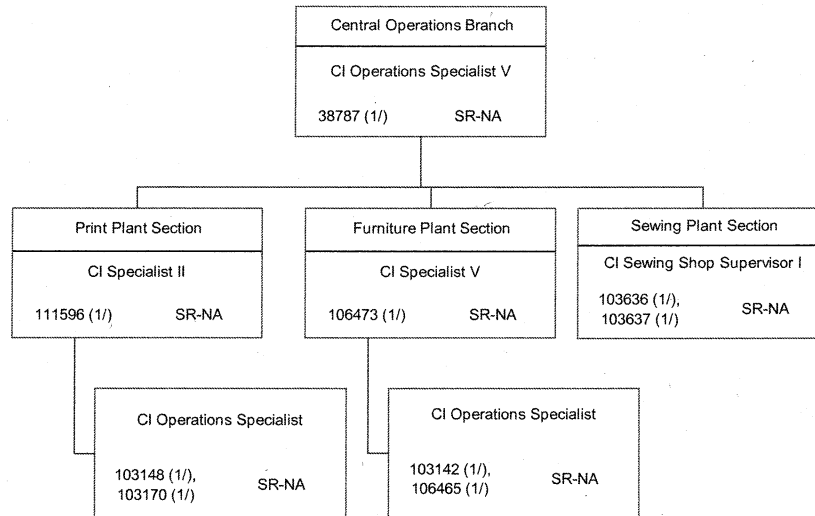 Central Operations Branch
CI Operations Specialist V
38787 (1/) SR-NA
Print Plant Section
CI Specialist II
111596 (1/) SR-NA
Furniture Plant Section
CI Specialist V
106473 (1/) SR-NA
Sewing Plant Section
CI Sewing Shop Supervisor I
103636 (1/),
103637 (1/) SR-NA
CI Operations Specialist
103148 (1/),
103170 (1/) SR-NA
CI Operations Specialist
103142 (1/),
106465 (1/) SR-NA